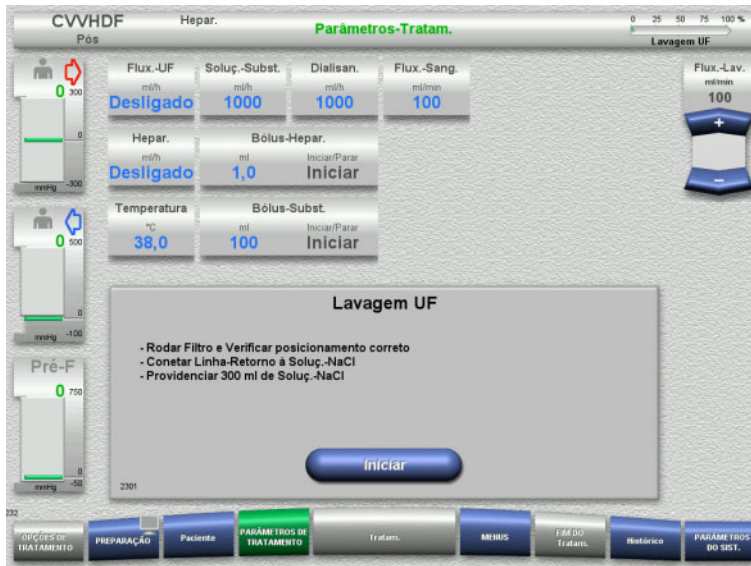 CVVHDF Hepar.
Pós
Parâmetros-Tratam.
0 25 50 75 100 %
Lavagem UF
0 300
0
mmHg -300
0 500
0
mmHg -100
Pré-F
0 750
0
mmHg -50
Flux.-UF
ml/h
Desligado
Soluç.-Subst.
ml/h
1000
Dialisan.
ml/h
1000
Flux.-Sang.
ml/min
100
Flux.-Lav.
ml/min
100
+
–
Hepar.
ml/h
Desligado
Bólus-Hepar.
ml Iniciar/Parar
1,0 Iniciar
Temperatura
°C
38,0
Bólus-Subst.
ml Iniciar/Parar
100 Iniciar
Lavagem UF
- Rodar Filtro e Verificar posicionamento correto
- Conetar Linha-Retorno à Soluç.-NaCl
- Providenciar 300 ml de Soluç.-NaCl
Iniciar
2301
232
OPÇÕES DE
TRATAMENTO
PREPARAÇÃO
Paciente
PARÂMETROS DE
TRATAMENTO
Tratam.
MENUS
FIM DO
Tratam.
Histórico
PARÂMETROS
DO SIST.